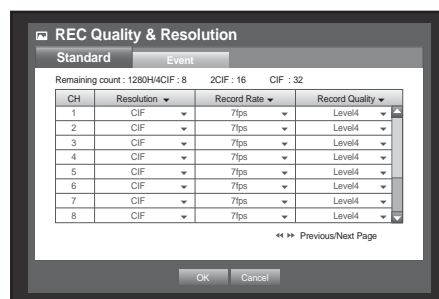 REC Quality & Resolution
Standard Event
Remaining count : 1280H/4CIF : 8 2CIF : 16 CIF : 32
CH Resolution Record Rate Record Quality
1 CIF 7fps Level4
2 CIF 7fps Level4
3 CIF 7fps Level4
4 CIF 7fps Level4
5 CIF 7fps Level4
6 CIF 7fps Level4
7 CIF 7fps Level4
8 CIF 7fps Level4
Previous/Next Page
OK Cancel